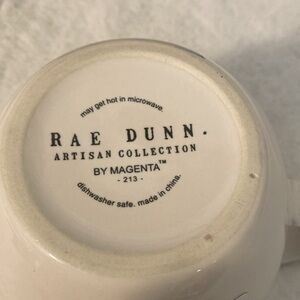 may get hot in microwave.
RAE DUNN.
ARTISAN COLLECTION
BY MAGENTA™
- 213 -
dishwasher safe. made in china.